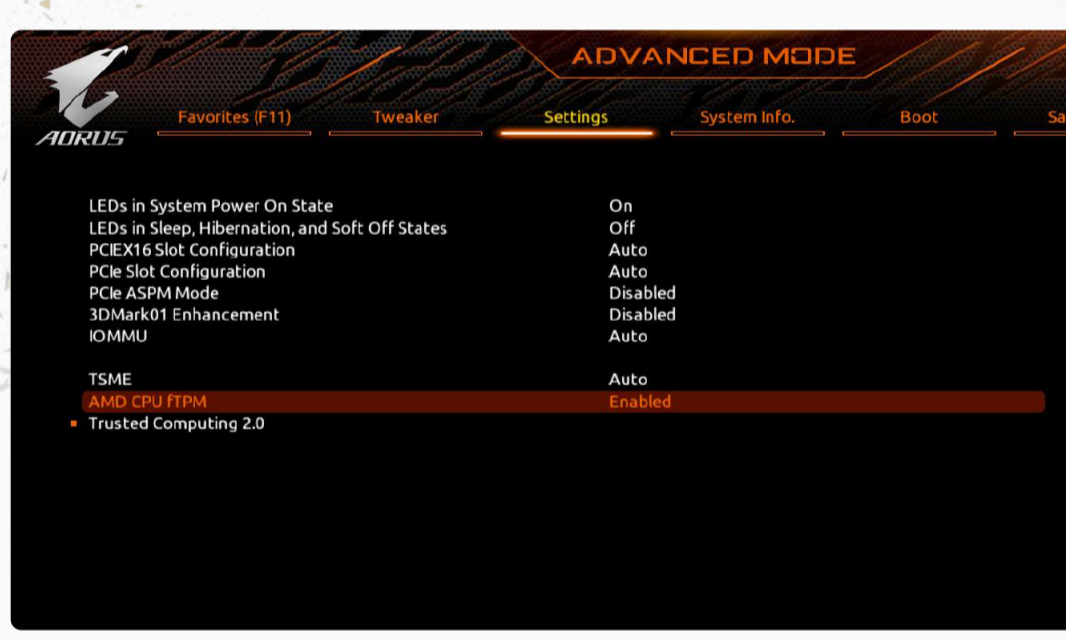 ADVANCED MODE
AORUS
Favorites (F11) Tweaker Settings System Info. Boot Sa
LEDs in System Power On State On
LEDs in Sleep, Hibernation, and Soft Off States Off
PCIEX16 Slot Configuration Auto
PCIe Slot Configuration Auto
PCIe ASPM Mode Disabled
3DMark01 Enhancement Disabled
IOMMU Auto
TSME Auto
AMD CPU fTPM Enabled
Trusted Computing 2.0